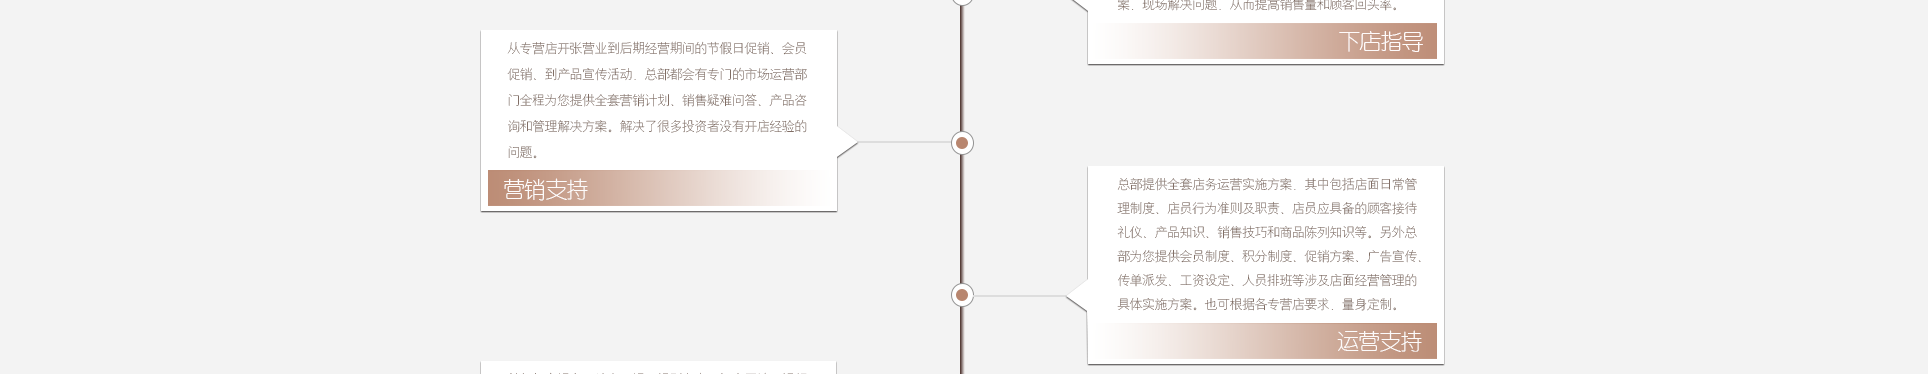 案、现场解决问题，从而提高销售量和顾客回头率。
下店指导
从专营店开张营业到后期经营期间的节假日促销、会员
促销、到产品宣传活动，总部都会有专门的市场运营部
门全程为您提供全套营销计划、销售疑难问答、产品咨
询和管理解决方案。解决了很多投资者没有开店经验的
问题。
营销支持
总部提供全套店务运营实施方案，其中包括店面日常管
理制度、店员行为准则及职责、店员应具备的顾客接待
礼仪、产品知识、销售技巧和商品陈列知识等。另外总
部为您提供会员制度、积分制度、促销方案、广告宣传，
传单派发、工资设定、人员排班等涉及店面经营管理的
具体实施方案。也可根据各专营店要求，量身定制。
运营支持